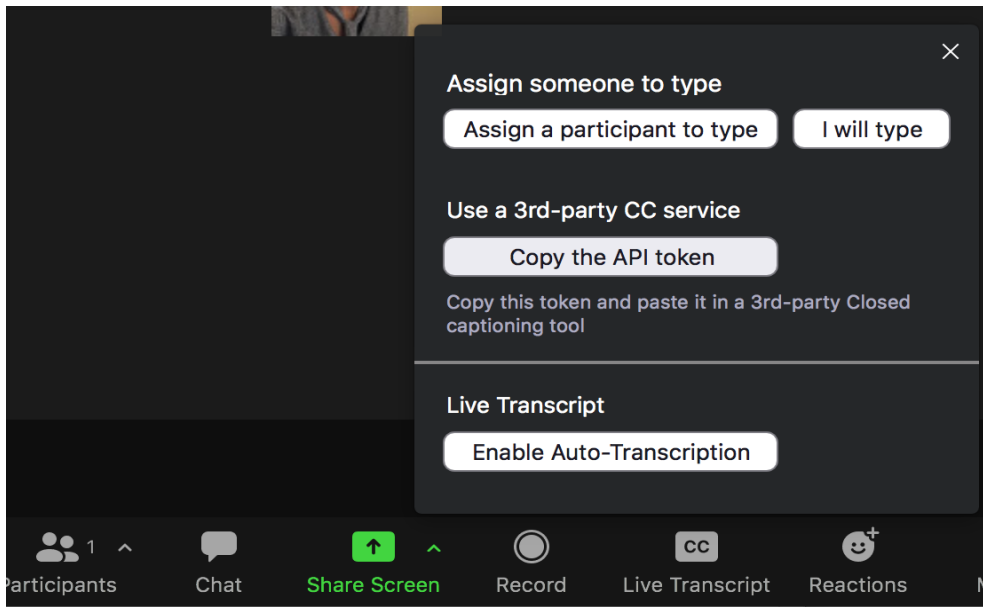 Assign someone to type
Assign a participant to type
I will type
Use a 3rd-party CC service
Copy the API token
Copy this token and paste it in a 3rd-party Closed
captioning tool
Live Transcript
Enable Auto-Transcription
1
CC
Participants
Chat
Share Screen
Record
Live Transcript
Reactions